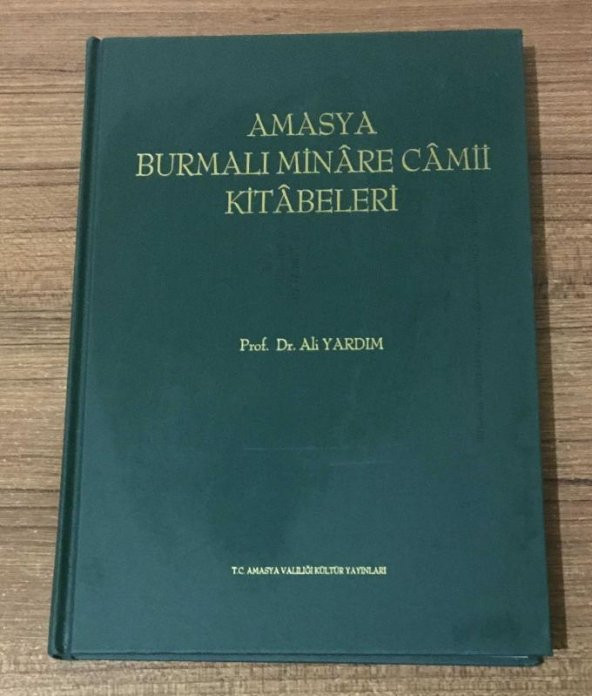 AMASYA
BURMALI MİNÂRE CÂMİİ
KİTÂBELERİ
Prof. Dr. Ali YARDIM
T.C. AMASYA VALİLİĞİ KÜLTÜR YAYINLARI